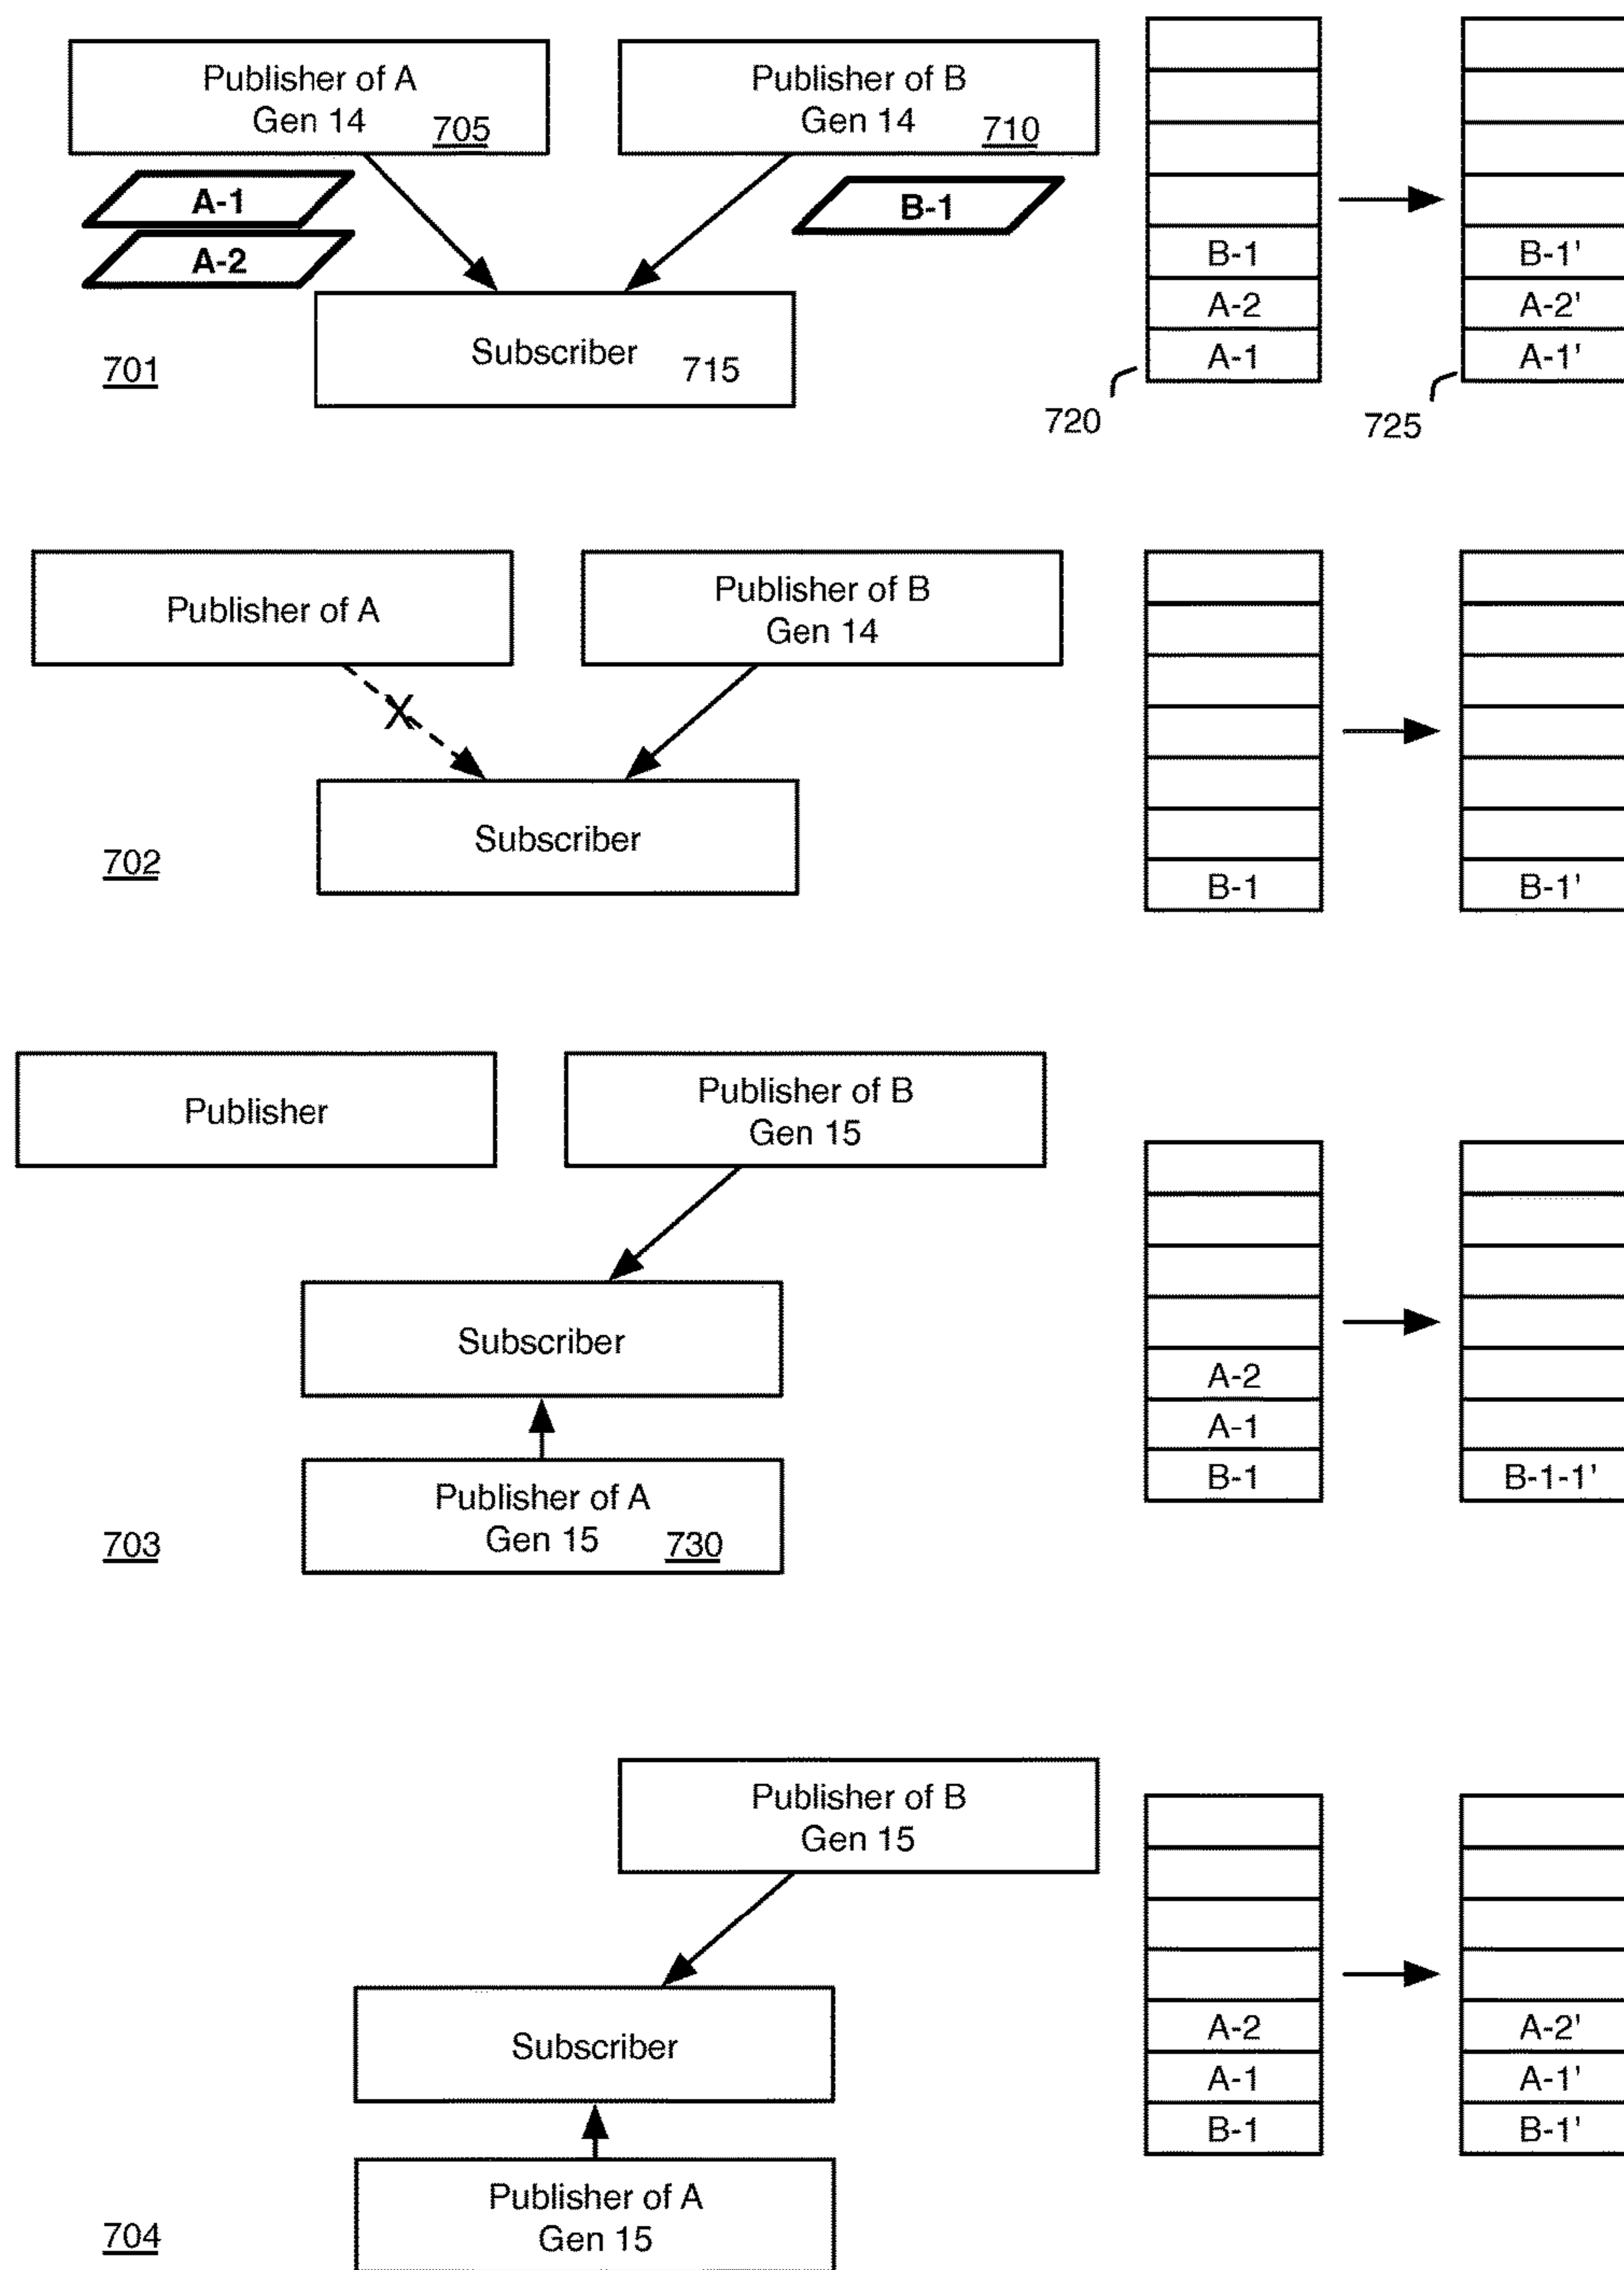 Publisher of A
Gen 14
705
Publisher of B
Gen 14
710
A-1
A-2
B-1
Subscriber
715
701
B-1
A-2
A-1
720
B-1'
A-2'
A-1'
725
Publisher of A
X
Publisher of B
Gen 14
Subscriber
702
B-1
B-1'
Publisher
Publisher of B
Gen 15
Subscriber
Publisher of A
Gen 15
730
703
A-2
A-1
B-1
B-1-1'
Publisher of B
Gen 15
Subscriber
Publisher of A
Gen 15
704
A-2
A-1
B-1
A-2'
A-1'
B-1'